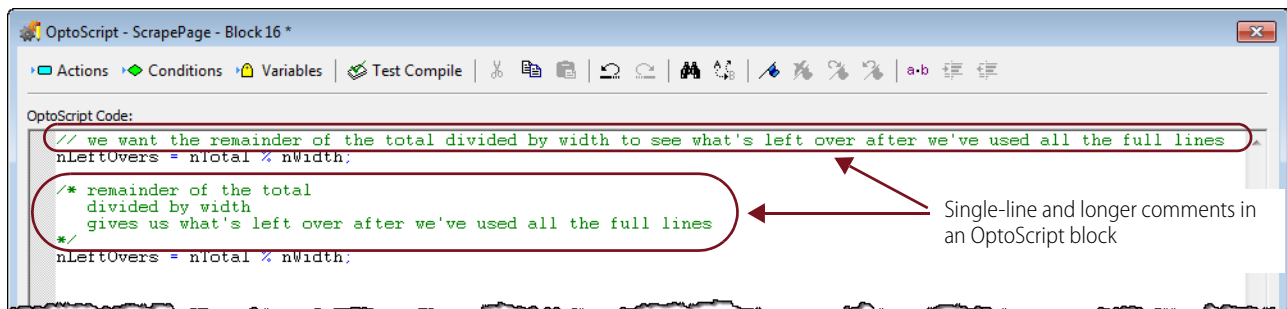 OptoScript - ScrapePage - Block 16 *
Actions Conditions Variables Test Compile a•b
OptoScript Code:
// we want the remainder of the total divided by width to see what's left over after we've used all the full lines
nLeftOvers = nTotal % nWidth;
/* remainder of the total
divided by width
gives us what's left over after we've used all the full lines
*/
nLeftOvers = nTotal % nWidth;
Single-line and longer comments in
an OptoScript block